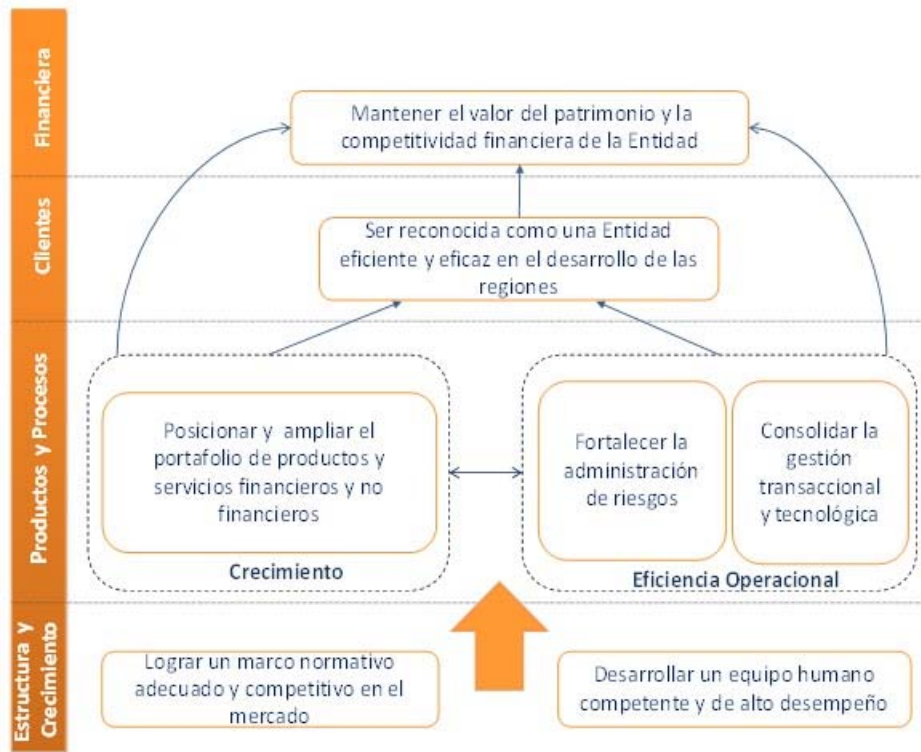 Financiera
Mantener el valor del patrimonio y la
competitividad financiera de la Entidad
Clientes
Ser reconocida como una Entidad
eficiente y eficaz en el desarrollo de las
regiones
Productos y Procesos
Posicionar y ampliar el
portafolio de productos y
servicios financieros y no
financieros
Crecimiento
Fortalecer la
administración
de riesgos
Consolidar la
gestión
transaccional
y tecnológica
Eficiencia Operacional
Estructura y
Crecimiento
Lograr un marco normativo
adecuado y competitivo en el
mercado
Desarrollar un equipo humano
competente y de alto desempeño